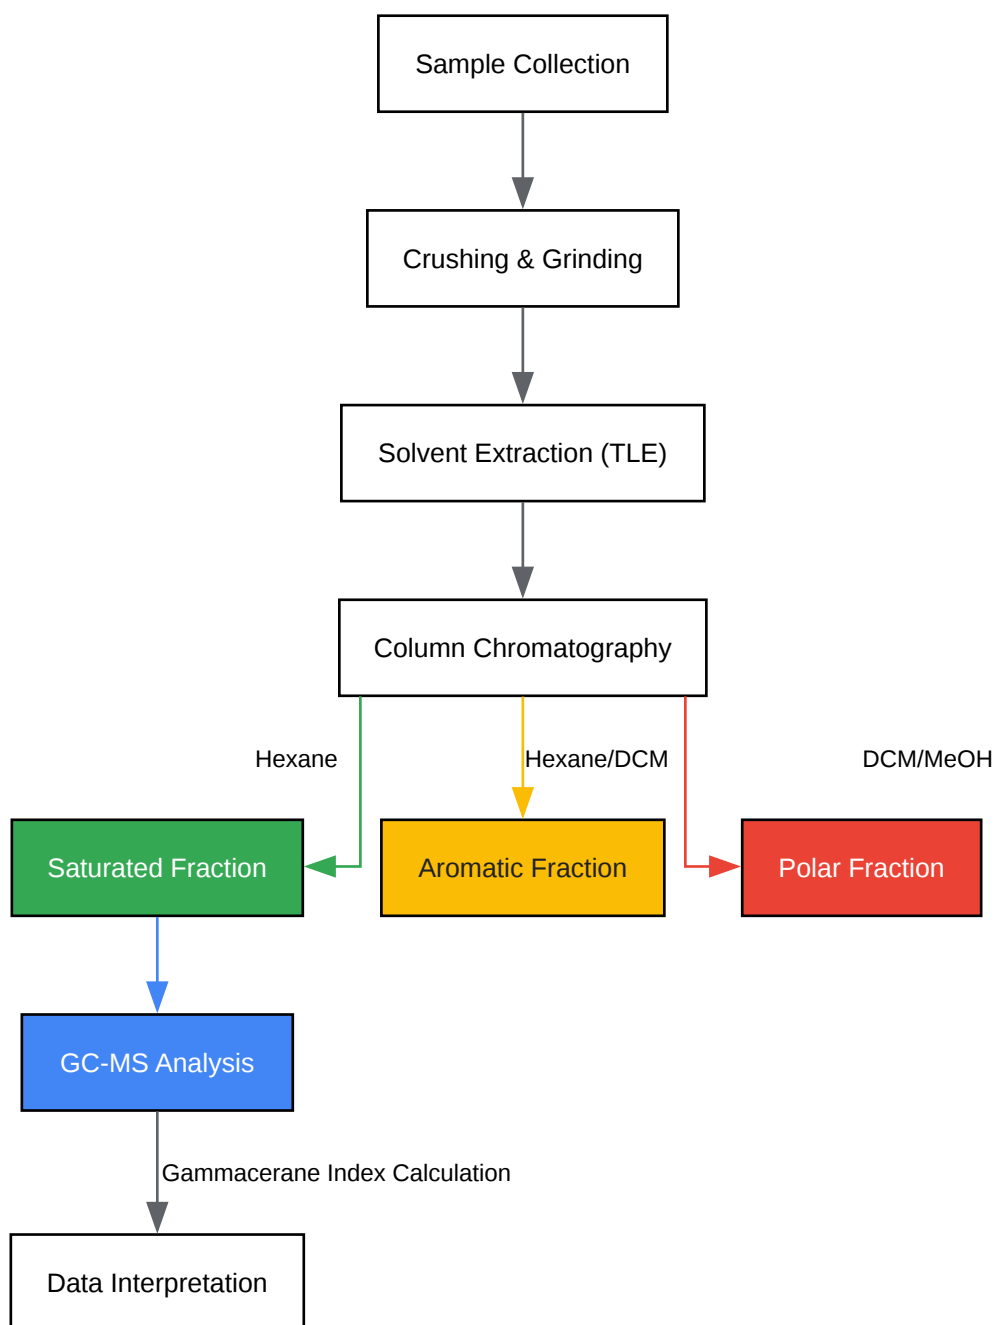 Sample Collection
Crushing & Grinding
Solvent Extraction (TLE)
Column Chromatography
Hexane
Hexane/DCM
DCM/MeOH
Saturated Fraction
Aromatic Fraction
Polar Fraction
GC-MS Analysis
Gammacerane Index Calculation
Data Interpretation